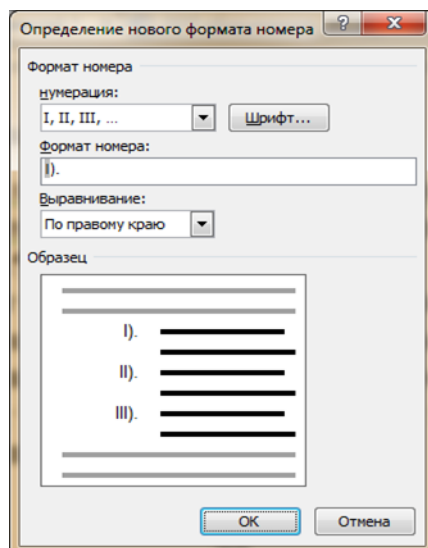 Определение нового формата номера
Формат номера
нумерация:
I, II, III, ...
Шрифт...
Формат номера:
I).
Выравнивание:
По правому краю
Образец
I).
II).
III).
ОК
Отмена